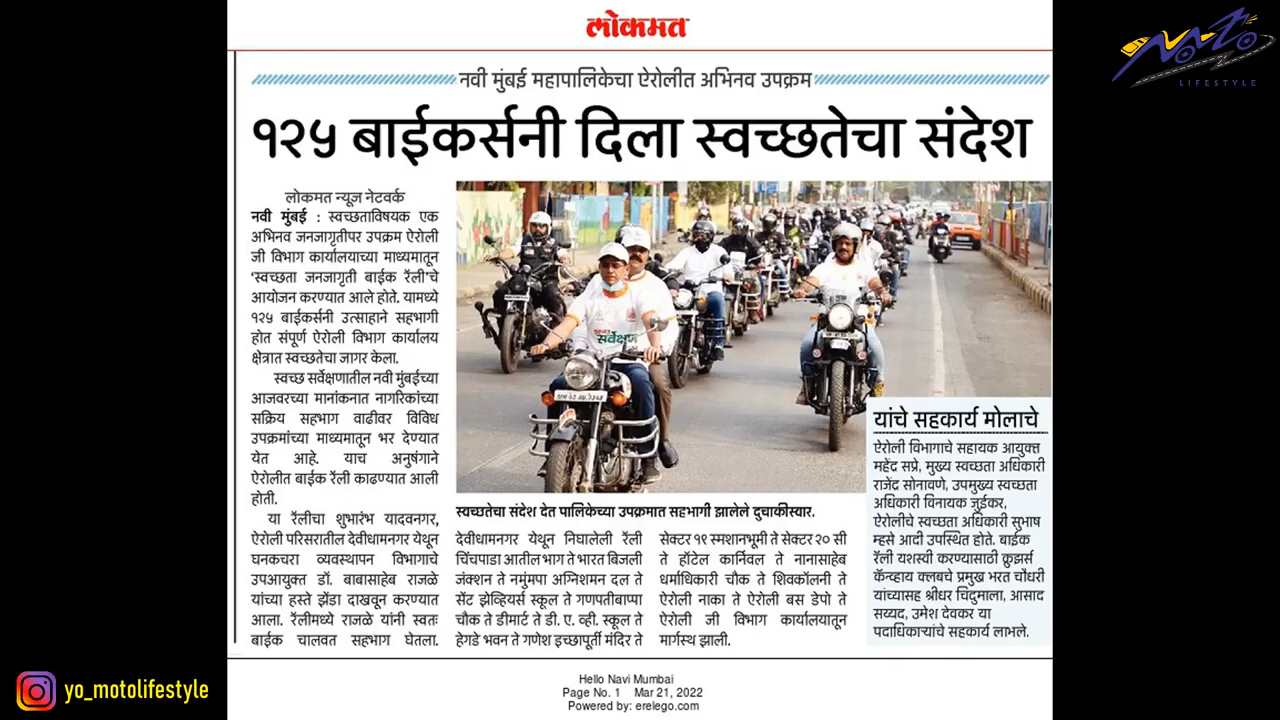 लोकमत
LIFESTYLE
नवी मुंबई महापालिकेचा ऐरोलीत अभिनव उपक्रम
१२५ बाईकर्सनी दिला स्वच्छतेचा संदेश
लोकमत न्यूज नेटवर्क
नवी मुंबई : स्वच्छताविषयक एक
अभिनव जनजागृतीपर उपक्रम ऐरोली
जी विभाग कार्यालयाच्या माध्यमातून
'स्वच्छता जनजागृती बाईक रॅली'चे
आयोजन करण्यात आले होते. यामध्ये
१२५ बाईकर्सनी उत्साहाने सहभागी
होत संपूर्ण ऐरोली विभाग कार्यालय
क्षेत्रात स्वच्छतेचा जागर केला.
स्वच्छ सर्वेक्षणातील नवी मुंबईच्या
आजवरच्या मानांकनात नागरिकांच्या
सक्रिय सहभाग वाढीवर विविध
उपक्रमांच्या माध्यमातून भर देण्यात
येत आहे. याच अनुषंगाने
ऐरोलीत बाईक रॅली काढण्यात आली
होती.
या रॅलीचा शुभारंभ यादवनगर,
ऐरोली परिसरातील देवीधामनगर येथून
घनकचरा व्यवस्थापन विभागाचे
उपआयुक्त डॉ. बाबासाहेब राजळे
यांच्या हस्ते झेंडा दाखवून करण्यात
आला. रॅलीमध्ये राजळे यांनी स्वतः
बाईक चालवत सहभाग घेतला.
सर्वेक्षण
स्वच्छतेचा संदेश देत पालिकेच्या उपक्रमात सहभागी झालेले दुचाकीस्वार.
देवीधामनगर येथून निघालेली रॅली
चिंचपाडा आतील भाग ते भारत बिजली
जंक्शन ते नमुंमपा अग्निशमन दल ते
सेंट झेव्हियर्स स्कूल ते गणपतीबाप्पा
चौक ते डीमार्ट ते डी. ए. व्ही. स्कूल ते
हेगडे भवन ते गणेश इच्छापूर्ती मंदिर ते
सेक्टर १९ स्मशानभूमी ते सेक्टर २० सी
ते हॉटेल कार्निवल ते नानासाहेब
धर्माधिकारी चौक ते शिवकॉलनी ते
ऐरोली नाका ते ऐरोली बस डेपो ते
ऐरोली जी विभाग कार्यालयातून
मार्गस्थ झाली.
यांचे सहकार्य मोलाचे
ऐरोली विभागाचे सहायक आयुक्त
महेंद्र सप्रे, मुख्य स्वच्छता अधिकारी
राजेंद्र सोनावणे, उपमुख्य स्वच्छता
अधिकारी विनायक जुईकर,
ऐरोलीचे स्वच्छता अधिकारी सुभाष
म्हसे आदी उपस्थित होते. बाईक
रॅली यशस्वी करण्यासाठी क्रुझर्स
कॅन्व्हाय क्लबचे प्रमुख भरत चौधरी
यांच्यासह श्रीधर चिदुमाला, आसाद
सय्यद, उमेश देवकर या
पदाधिकाऱ्यांचे सहकार्य लाभले.
Hello Navi Mumbai
Page No. 1 Mar 21, 2022
Powered by: erelego.com
yo_motolifestyle